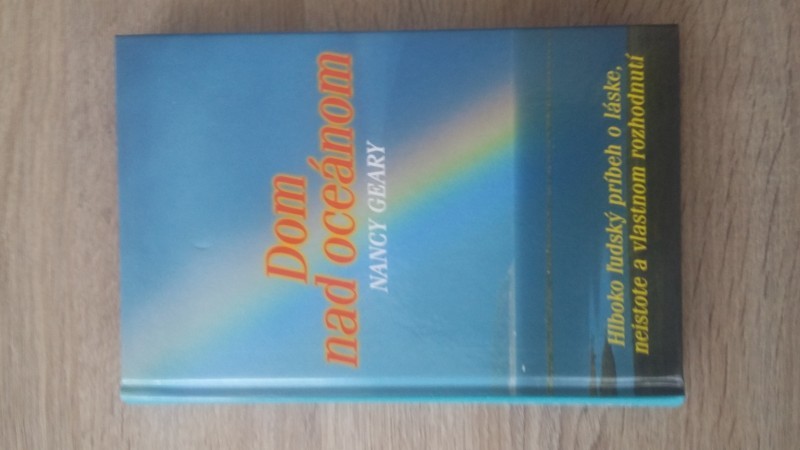 Dom
nad oceánom
NANCY GEARY
Hlboko ľudský príbeh o láske,
neistote a vlastnom rozhodnutí